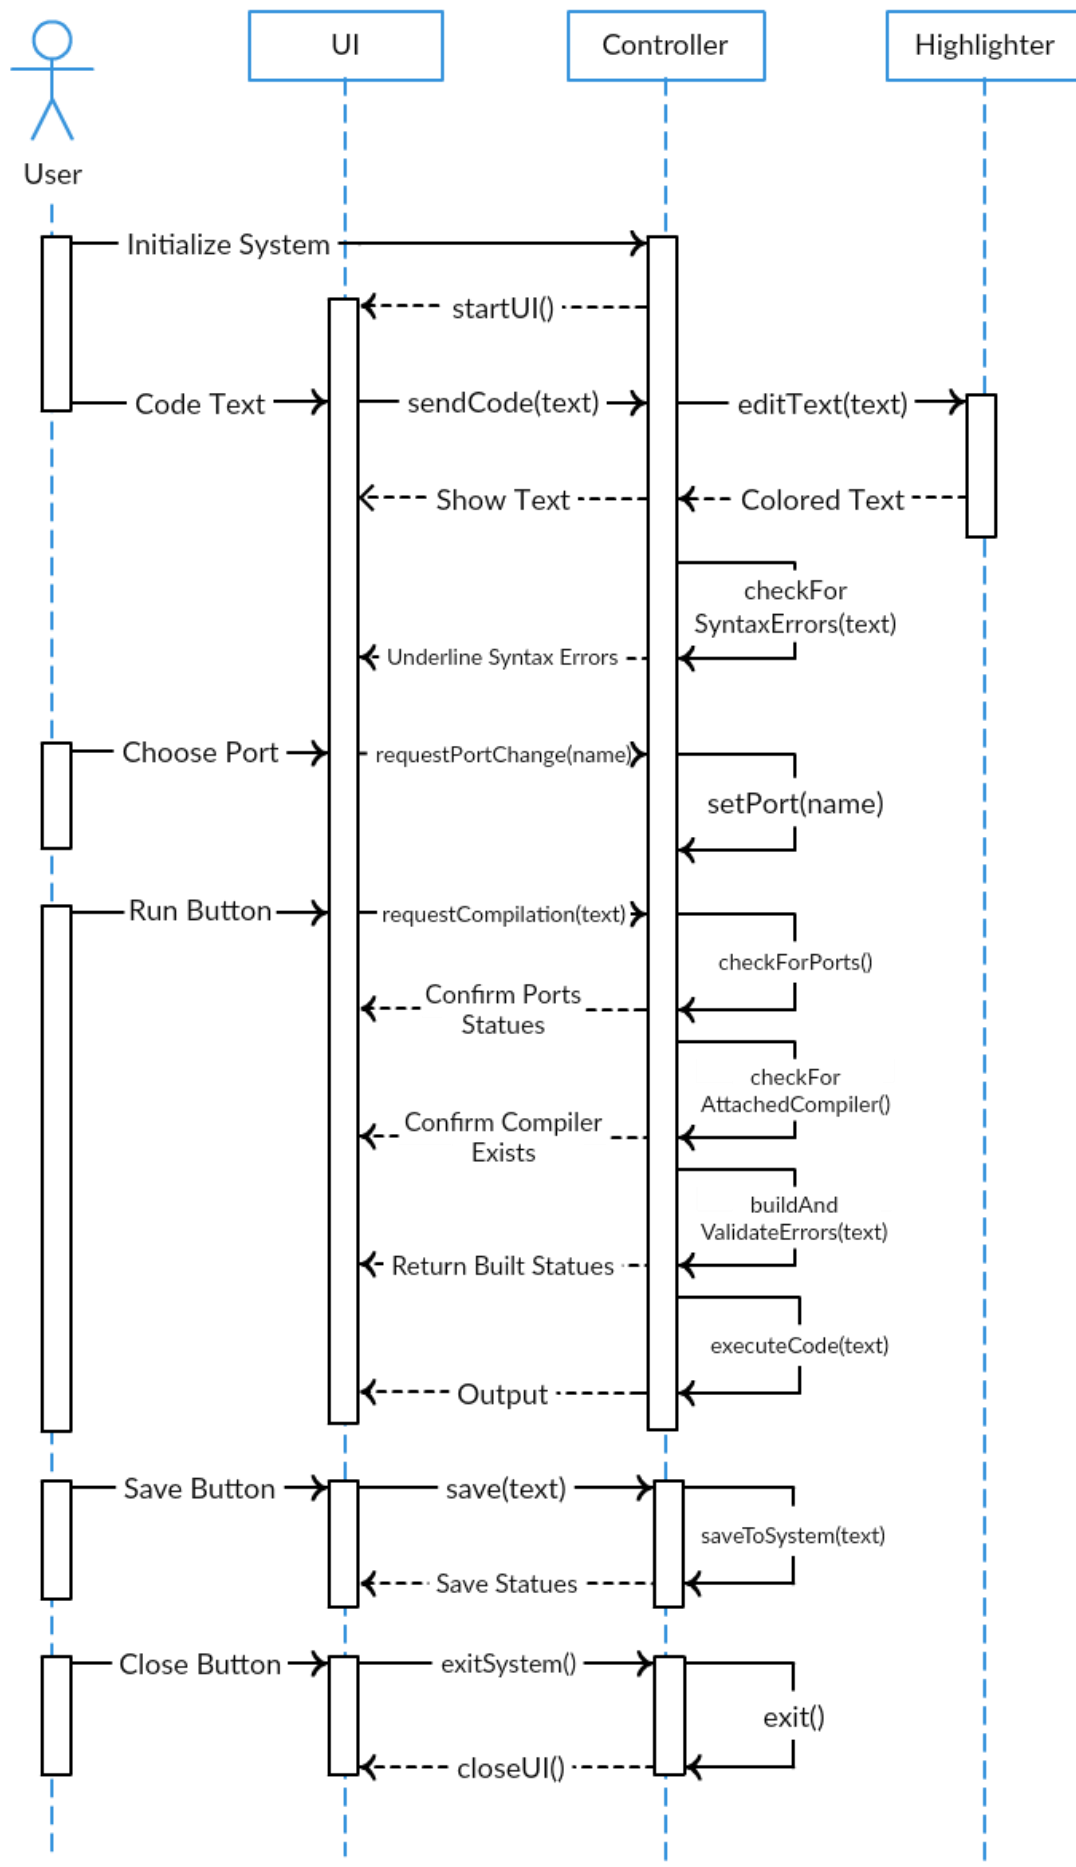 UI
Controller
Highlighter
User
Initialize System
startUI()
Code Text
sendCode(text)
editText(text)
Show Text
Colored Text
checkFor
SyntaxErrors(text)
Underline Syntax Errors
Choose Port
requestPortChange(name)
setPort(name)
Run Button
requestCompilation(text)
checkForPorts()
Confirm Ports
Statues
checkFor
AttachedCompiler()
Confirm Compiler
Exists
buildAnd
ValidateErrors(text)
Return Built Statues
executeCode(text)
Output
Save Button
save(text)
saveToSystem(text)
Save Statues
Close Button
exitSystem()
exit()
closeUI()